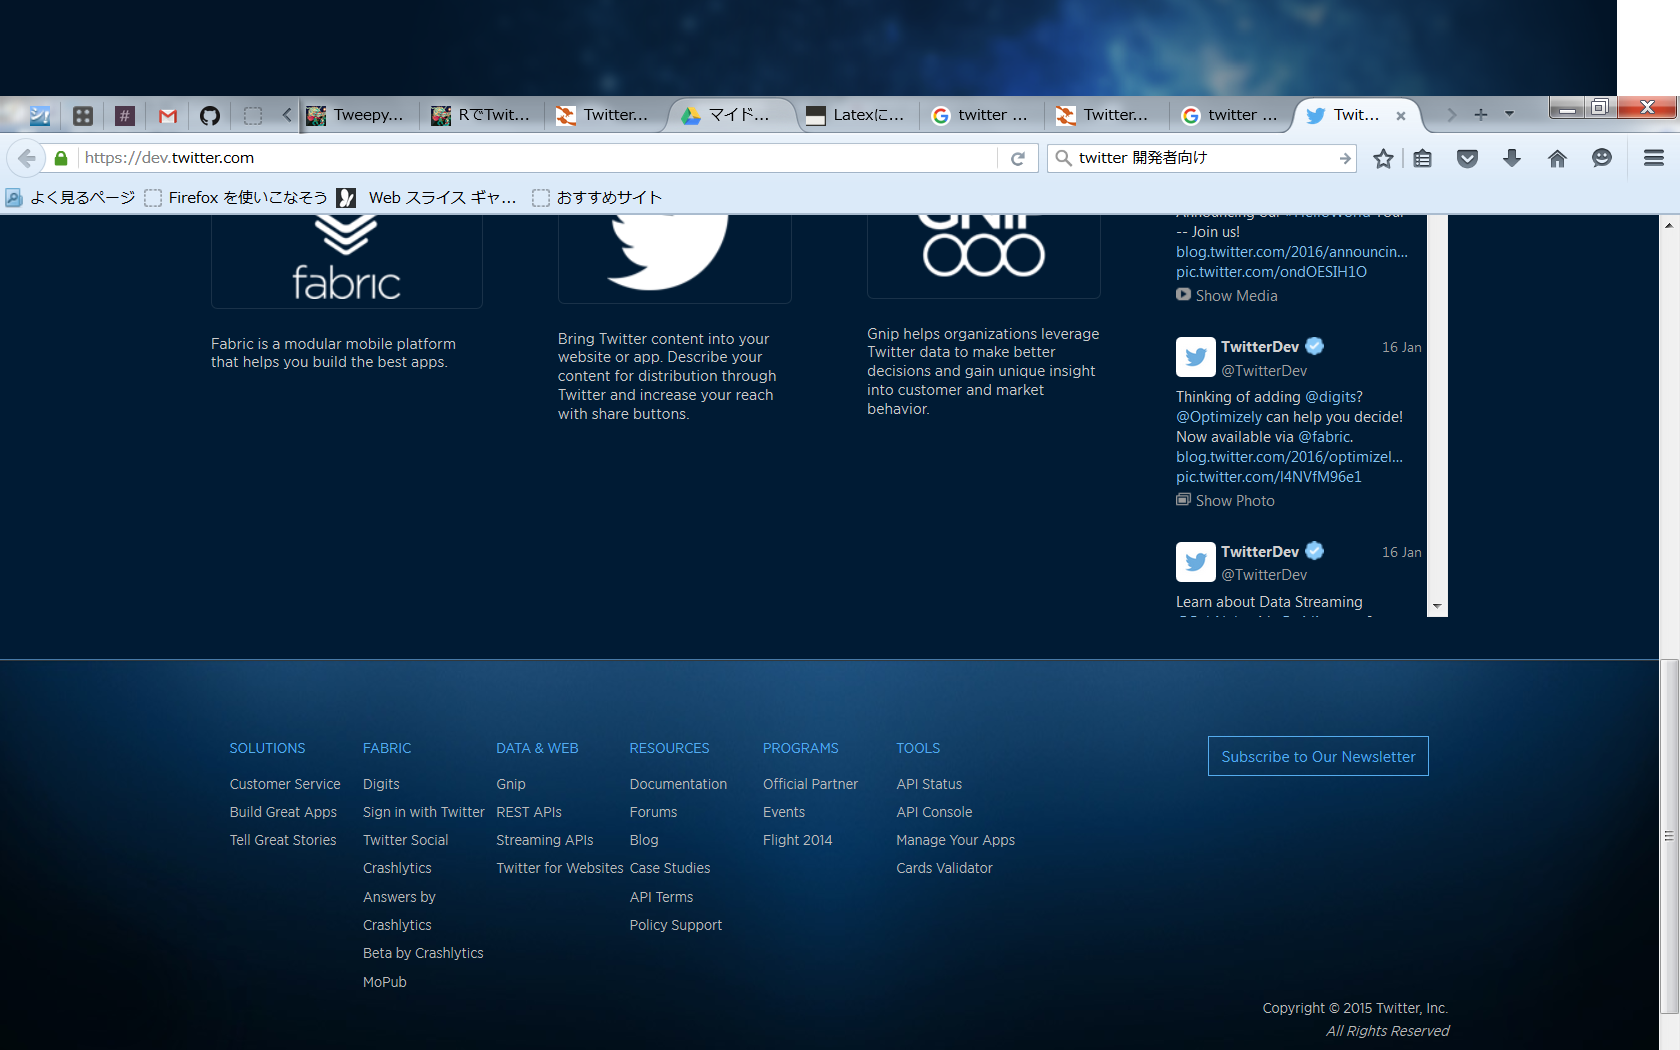 Tweepy...
RでTwit...
Twitter...
マイド...
Latexに...
twitter ...
Twitter...
twitter ...
Twit...
https://dev.twitter.com
twitter 開発者向け
よく見るページ
Firefox を使いこなそう
Web スライス ギャ...
おすすめサイト
fabric
Fabric is a modular mobile platform
that helps you build the best apps.
Bring Twitter content into your
website or app. Describe your
content for distribution through
Twitter and increase your reach
with share buttons.
GNIP
Gnip helps organizations leverage
Twitter data to make better
decisions and gain unique insight
into customer and market
behavior.
-- Join us!
blog.twitter.com/2016/announcin...
pic.twitter.com/ondOESIH1O
Show Media
TwitterDev 16 Jan
@TwitterDev
Thinking of adding @digits?
@Optimizely can help you decide!
Now available via @fabric.
blog.twitter.com/2016/optimizel...
pic.twitter.com/l4NVfM96e1
Show Photo
TwitterDev 16 Jan
@TwitterDev
Learn about Data Streaming
SOLUTIONS
Customer Service
Build Great Apps
Tell Great Stories
FABRIC
Digits
Sign in with Twitter
Twitter Social
Crashlytics
Answers by
Crashlytics
Beta by Crashlytics
MoPub
DATA & WEB
Gnip
REST APIs
Streaming APIs
Twitter for Websites
RESOURCES
Documentation
Forums
Blog
Case Studies
API Terms
Policy Support
PROGRAMS
Official Partner
Events
Flight 2014
TOOLS
API Status
API Console
Manage Your Apps
Cards Validator
Subscribe to Our Newsletter
Copyright © 2015 Twitter, Inc.
All Rights Reserved